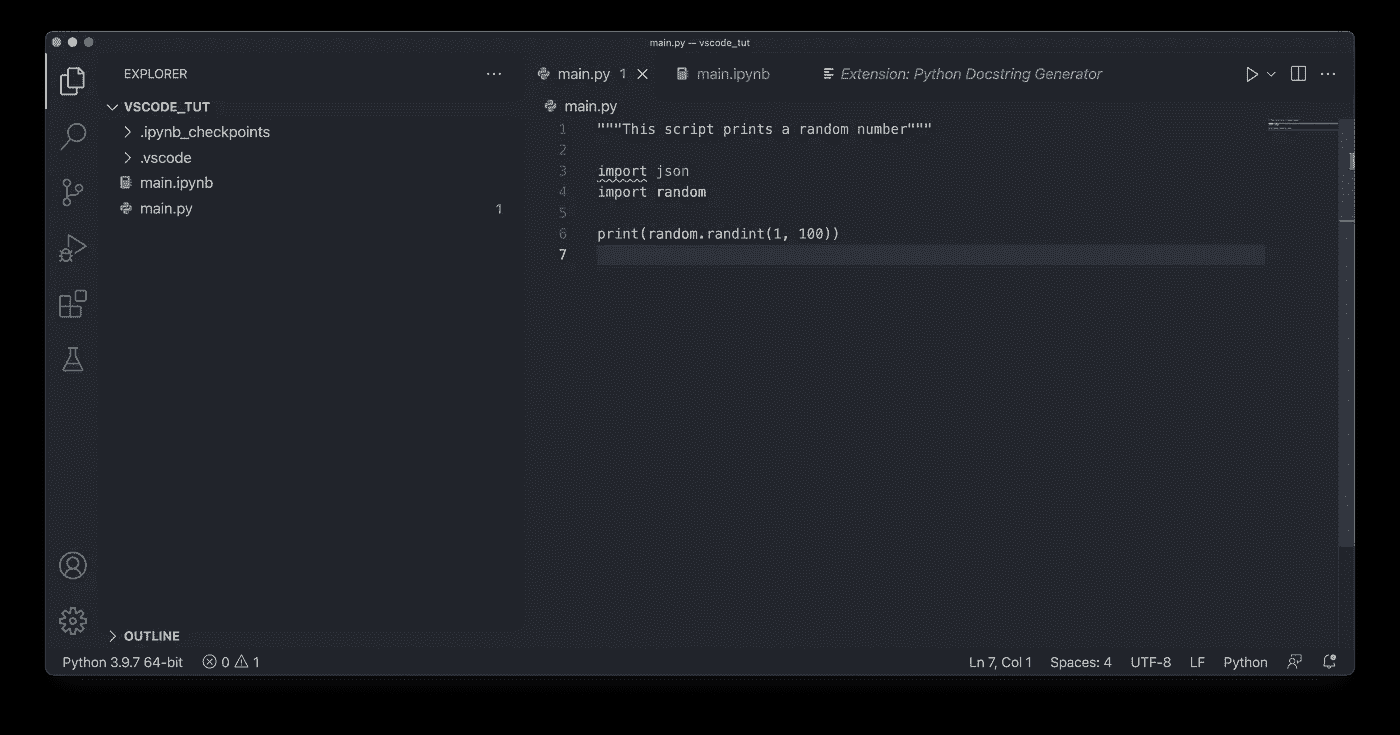 main.py — vscode_tut
EXPLORER
VSCODE_TUT
.ipynb_checkpoints
.vscode
main.ipynb
main.py 1
OUTLINE
main.py 1 main.ipynb Extension: Python Docstring Generator
main.py
1 """This script prints a random number"""
2
3 import json
4 import random
5
6 print(random.randint(1, 100))
7
Python 3.9.7 64-bit 0 1 Ln 7, Col 1 Spaces: 4 UTF-8 LF Python